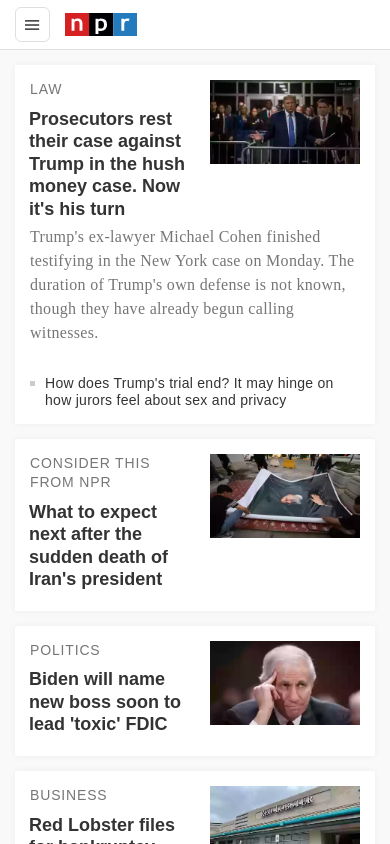 npr
LAW
Prosecutors rest
their case against
Trump in the hush
money case. Now
it's his turn
Trump's ex-lawyer Michael Cohen finished
testifying in the New York case on Monday. The
duration of Trump's own defense is not known,
though they have already begun calling
witnesses.
How does Trump's trial end? It may hinge on
how jurors feel about sex and privacy
CONSIDER THIS
FROM NPR
What to expect
next after the
sudden death of
Iran's president
POLITICS
Biden will name
new boss soon to
lead 'toxic' FDIC
BUSINESS
Red Lobster files
for bankruptcy